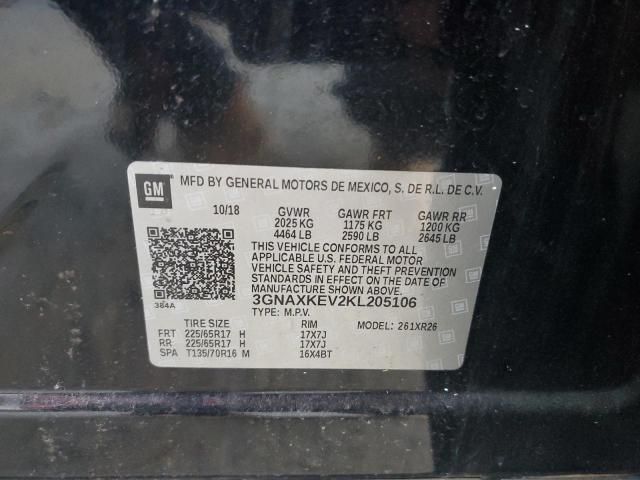 GM
MFD BY GENERAL MOTORS DE MEXICO, S. DE R.L. DE C.V.
10/18 GVWR GAWR FRT GAWR RR
2025 KG 1175 KG 1200 KG
4464 LB 2590 LB 2645 LB
THIS VEHICLE CONFORMS TO ALL
APPLICABLE U.S. FEDERAL MOTOR
VEHICLE SAFETY AND THEFT PREVENTION
STANDARDS IN EFFECT ON THE DATE OF
MANUFACTURE SHOWN ABOVE.
384A
3GNAXKEV2KL205106
TYPE: M.P.V.
TIRE SIZE RIM MODEL: 261XR26
FRT 225/65R17 H 17X7J
RR 225/65R17 H 17X7J
SPA T135/70R16 M 16X4BT